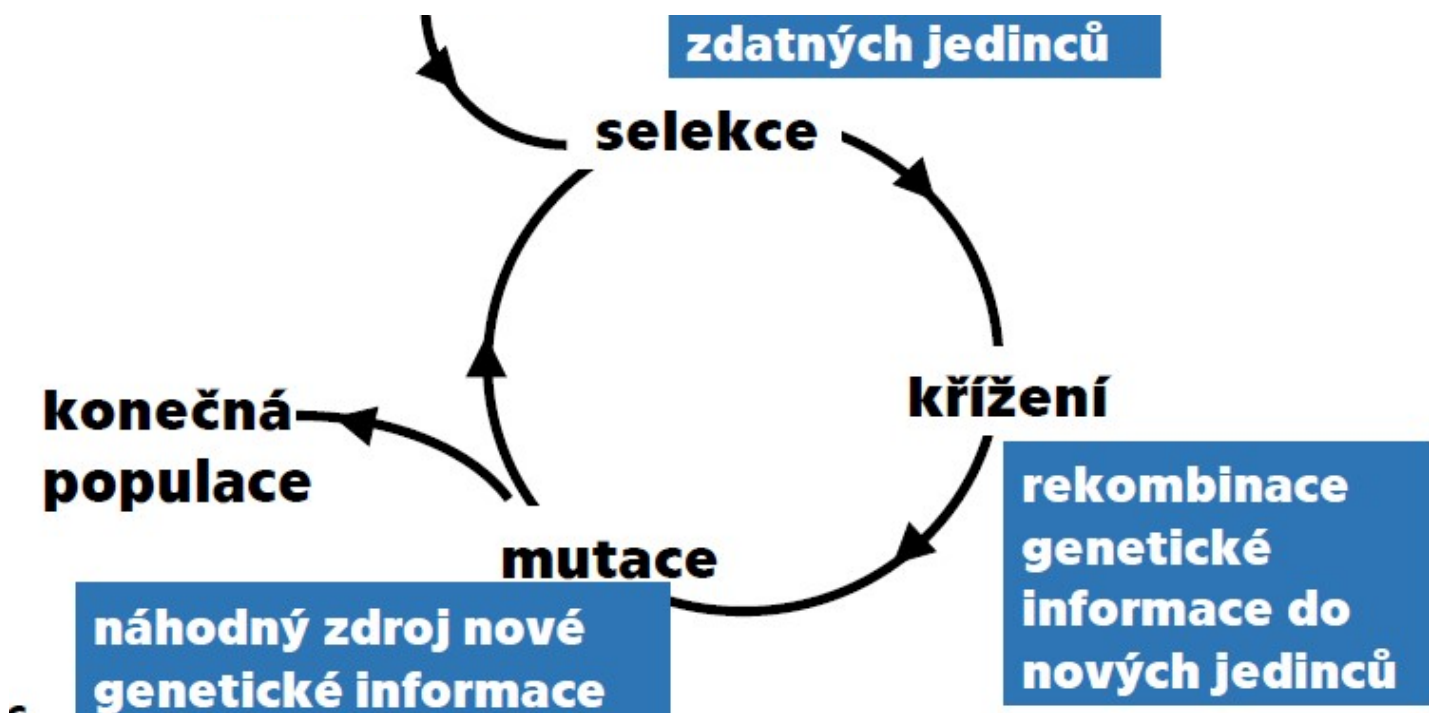 zdatných jedinců
selekce
křížení
konečná
populace
rekombinace
genetické
informace do
nových jedinců
mutace
náhodný zdroj nové
genetické informace